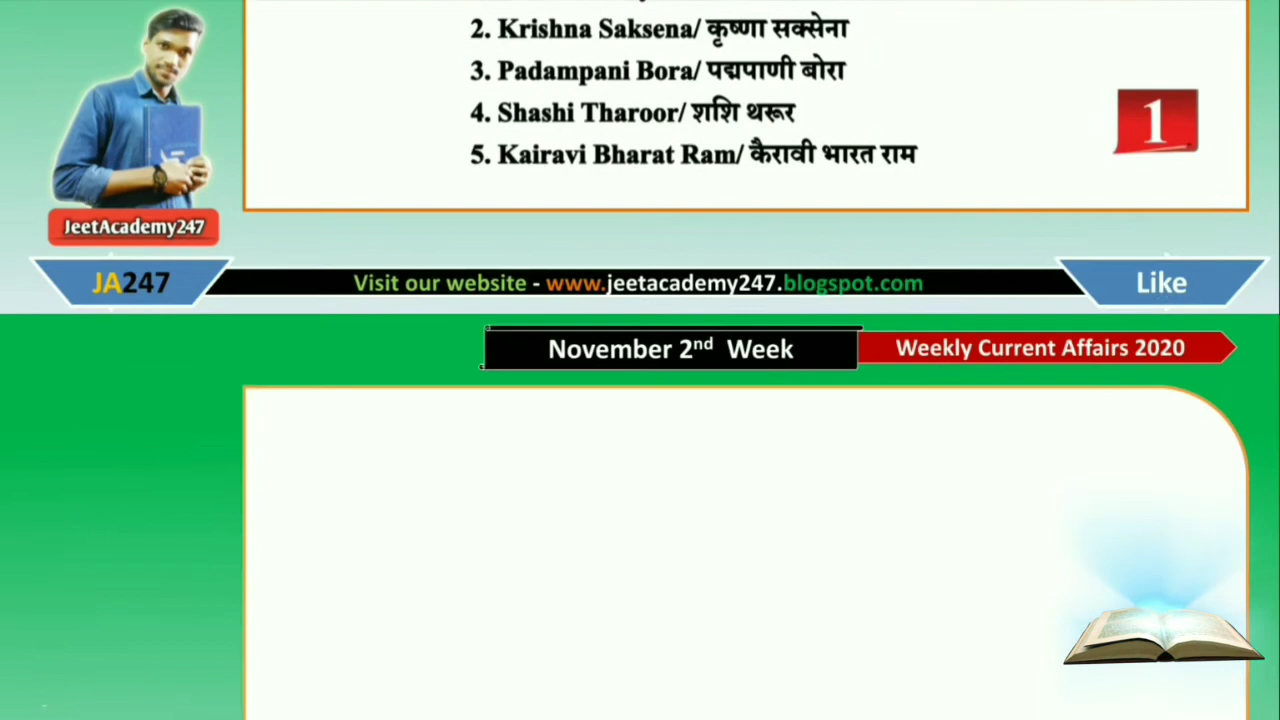 2. Krishna Saksena/ कृष्णा सक्सेना
3. Padampani Bora/ पद्मपाणी बोरा
4. Shashi Tharoor/ शशि थरूर
5. Kairavi Bharat Ram/ कैरावी भारत राम
1
JeetAcademy247
JA247
Visit our website - www.jeetacademy247.blogspot.com
Like
November 2nd Week
Weekly Current Affairs 2020